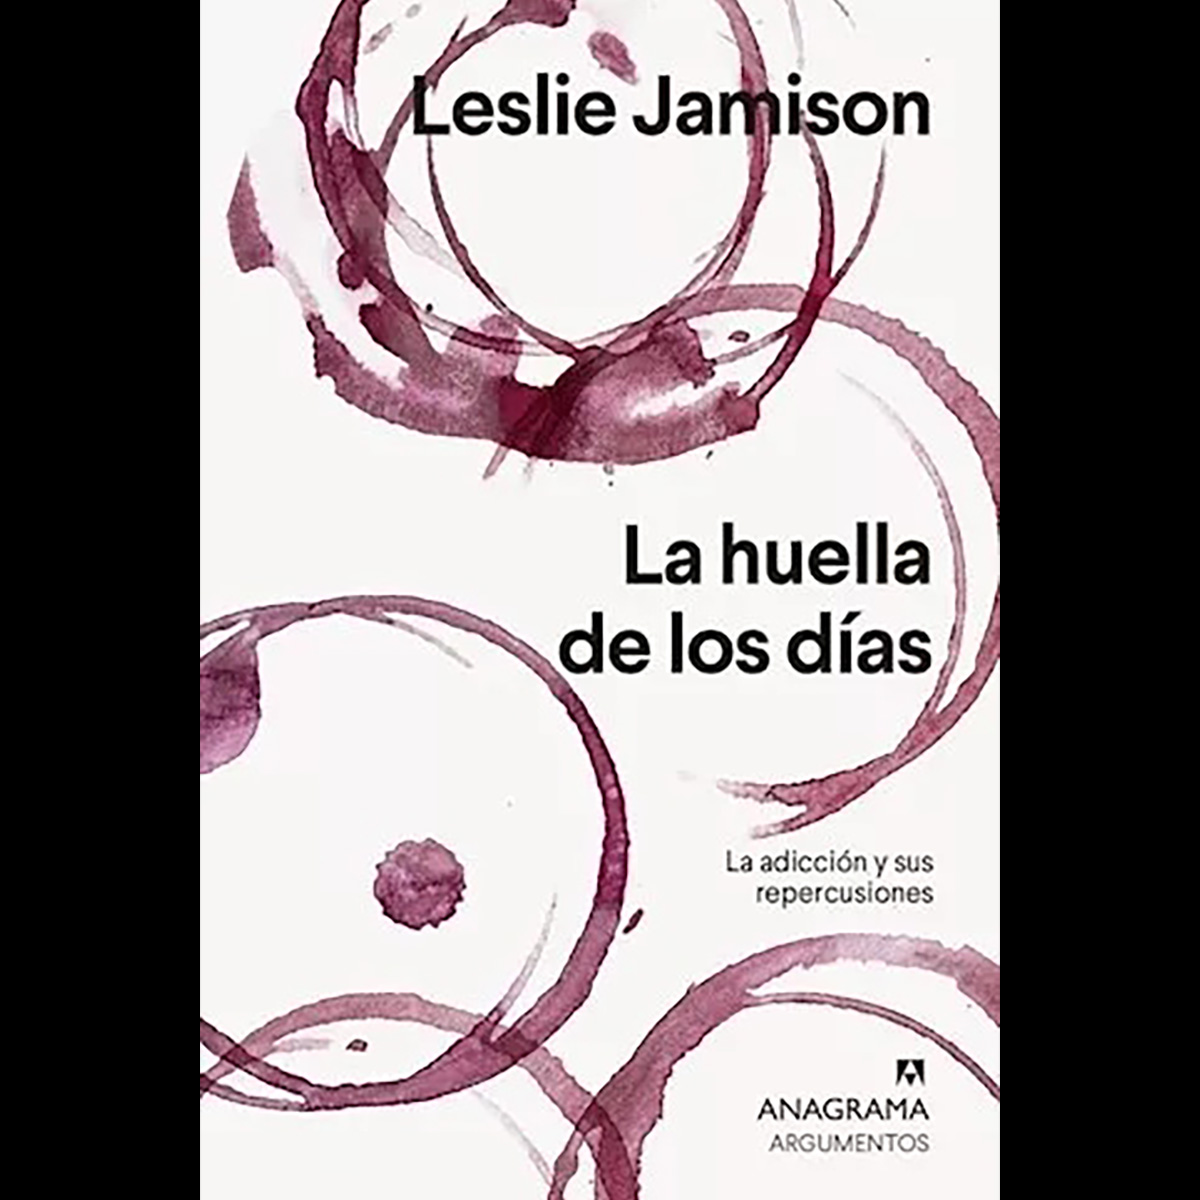 Leslie Jamison
La huella
de los días
La adicción y sus
repercusiones
ANAGRAMA
ARGUMENTOS